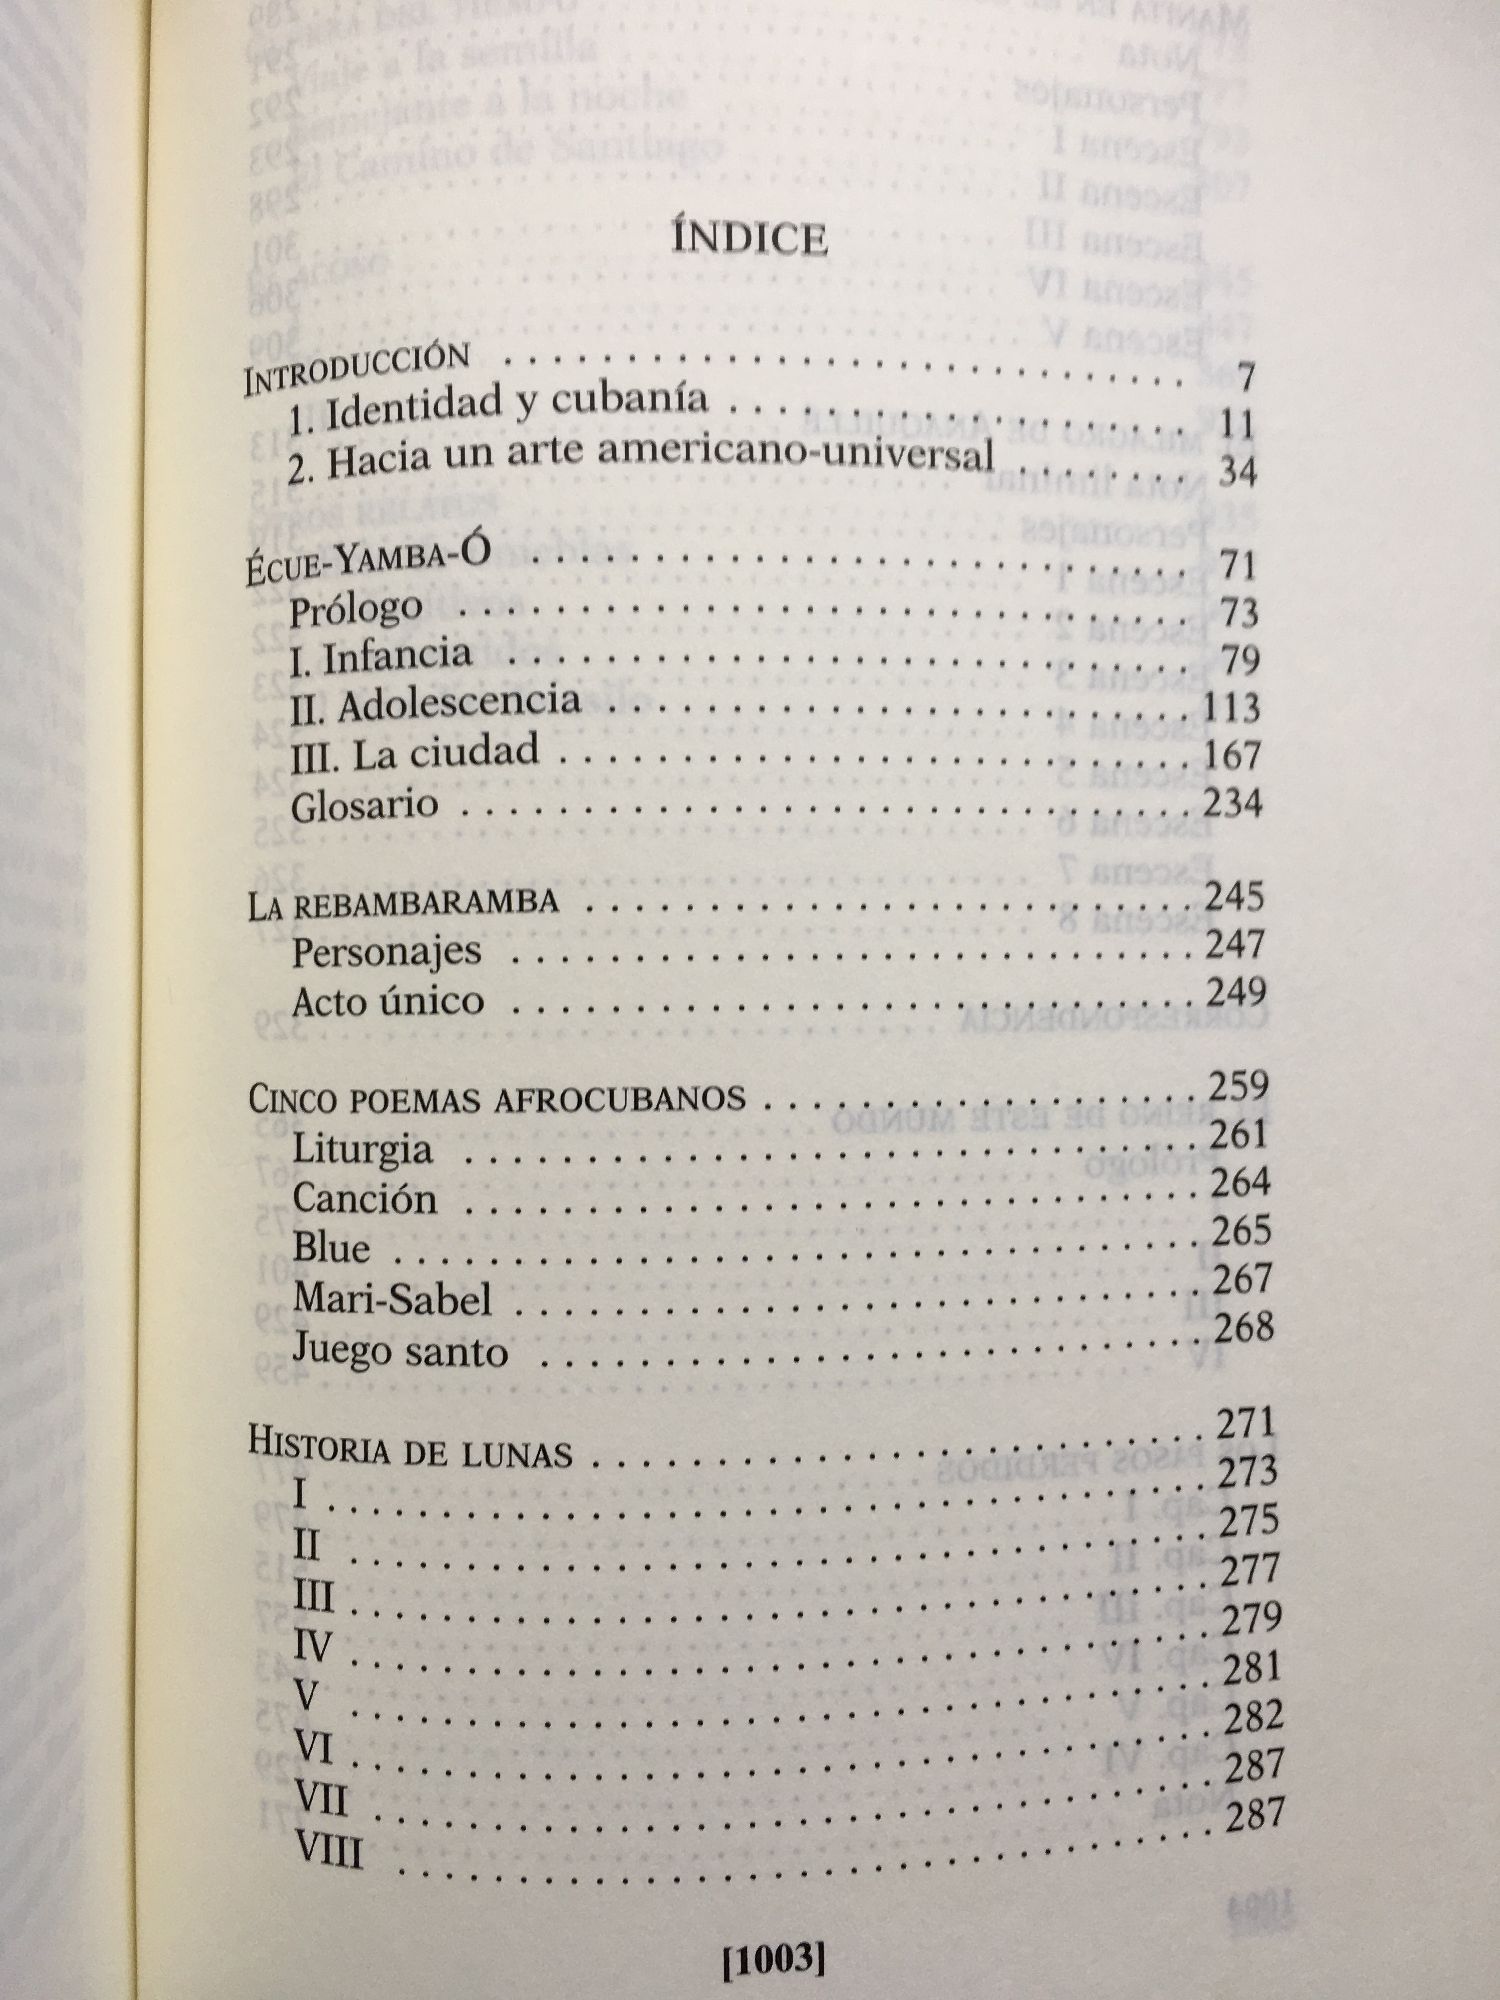 ÍNDICE
INTRODUCCIÓN . . . . . . . . . . . . . . . . . . . . . . . . . . . . 7
1. Identidad y cubanía . . . . . . . . . . . . . . . . . . . 11
2. Hacia un arte americano-universal . . . . . . . . 34
ÉCUE-YAMBA-Ó . . . . . . . . . . . . . . . . . . . . . . . . . . . 71
Prólogo . . . . . . . . . . . . . . . . . . . . . . . . . . . . . . 73
I. Infancia . . . . . . . . . . . . . . . . . . . . . . . . . . . . 79
II. Adolescencia . . . . . . . . . . . . . . . . . . . . . . . . 113
III. La ciudad . . . . . . . . . . . . . . . . . . . . . . . . . . 167
Glosario . . . . . . . . . . . . . . . . . . . . . . . . . . . . . . 234
LA REBAMBARAMBA . . . . . . . . . . . . . . . . . . . . . . . . . 245
Personajes . . . . . . . . . . . . . . . . . . . . . . . . . . . . 247
Acto único . . . . . . . . . . . . . . . . . . . . . . . . . . . . 249
CINCO POEMAS AFROCUBANOS . . . . . . . . . . . . . . . . . . 259
Liturgia . . . . . . . . . . . . . . . . . . . . . . . . . . . . . . 261
Canción . . . . . . . . . . . . . . . . . . . . . . . . . . . . . . 264
Blue . . . . . . . . . . . . . . . . . . . . . . . . . . . . . . . . . 265
Mari-Sabel . . . . . . . . . . . . . . . . . . . . . . . . . . . . 267
Juego santo . . . . . . . . . . . . . . . . . . . . . . . . . . . 268
HISTORIA DE LUNAS . . . . . . . . . . . . . . . . . . . . . . . . . 271
I . . . . . . . . . . . . . . . . . . . . . . . . . . . . . . . . . . . . 273
II . . . . . . . . . . . . . . . . . . . . . . . . . . . . . . . . . . . 275
III . . . . . . . . . . . . . . . . . . . . . . . . . . . . . . . . . . . 277
IV . . . . . . . . . . . . . . . . . . . . . . . . . . . . . . . . . . . 279
V . . . . . . . . . . . . . . . . . . . . . . . . . . . . . . . . . . . 281
VI . . . . . . . . . . . . . . . . . . . . . . . . . . . . . . . . . . . 282
VII . . . . . . . . . . . . . . . . . . . . . . . . . . . . . . . . . . 287
VIII . . . . . . . . . . . . . . . . . . . . . . . . . . . . . . . . . 287
[1003]